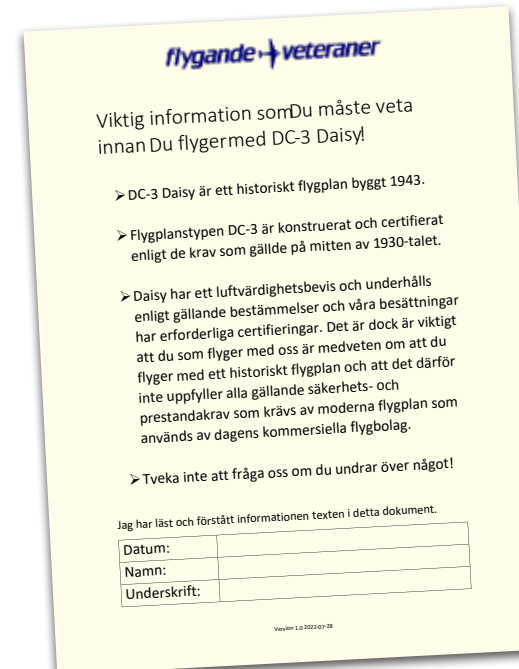 flygande veteraner
Viktig information som Du måste veta
innan Du flyger med DC-3 Daisy!
➢ DC-3 Daisy är ett historiskt flygplan byggt 1943.
➢ Flygplanstypen DC-3 är konstruerat och certifierat
enligt de krav som gällde på mitten av 1930-talet.
➢ Daisy har ett luftvärdighetsbevis och underhålls
enligt gällande bestämmelser och våra besättningar
har erforderliga certifieringar. Det är dock är viktigt
att du som flyger med oss är medveten om att du
flyger med ett historiskt flygplan och att det därför
inte uppfyller alla gällande säkerhets- och
prestandakrav som krävs av moderna flygplan som
används av dagens kommersiella flygbolag.
➢ Tveka inte att fråga oss om du undrar över något!
Jag har läst och förstått informationen texten i detta dokument.
Datum:
Namn:
Underskrift:
Version 1.0 2022-07-28